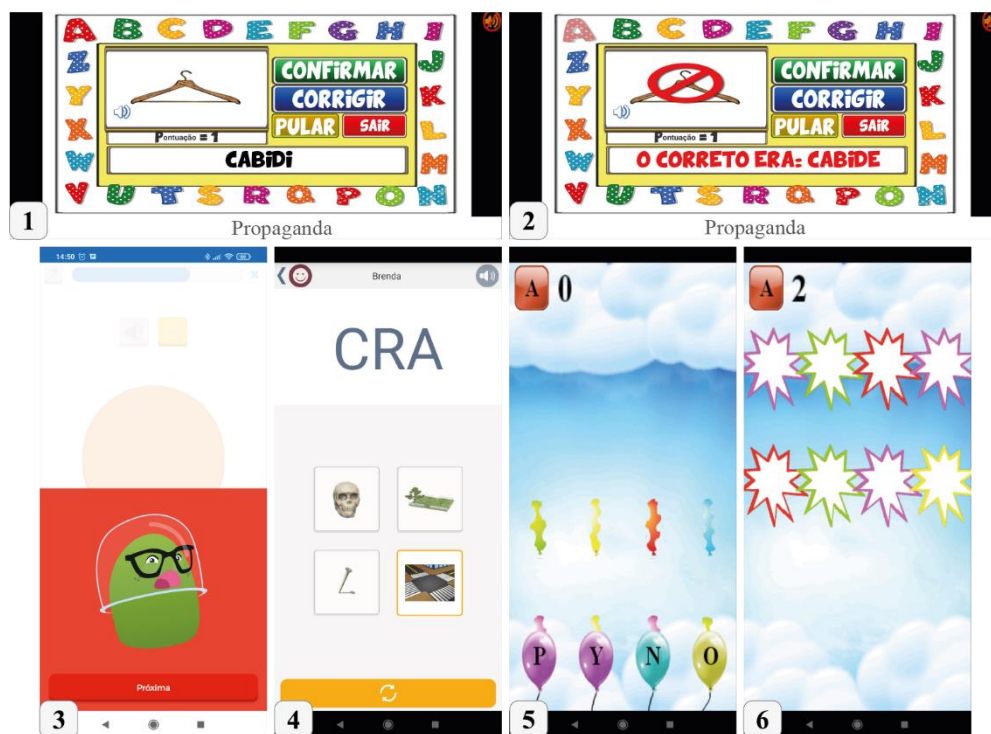 A B C D E F G H I
Z J
CONFIRMAR
CORRIGIR
Y K
PULAR SAIR
X L
Pontuação = 1
W CABIDI M
V U T S R Q P O N
1
Propaganda
A B C D E F G H I
Z J
CONFIRMAR
CORRIGIR
Y K
PULAR SAIR
X L
Pontuação = 1
W O CORRETO ERA: CABIDE M
V U T S R Q P O N
2
Propaganda
14:50
Próxima
3
Brenda
CRA
4
A 0
P Y N O
5
A 2
6